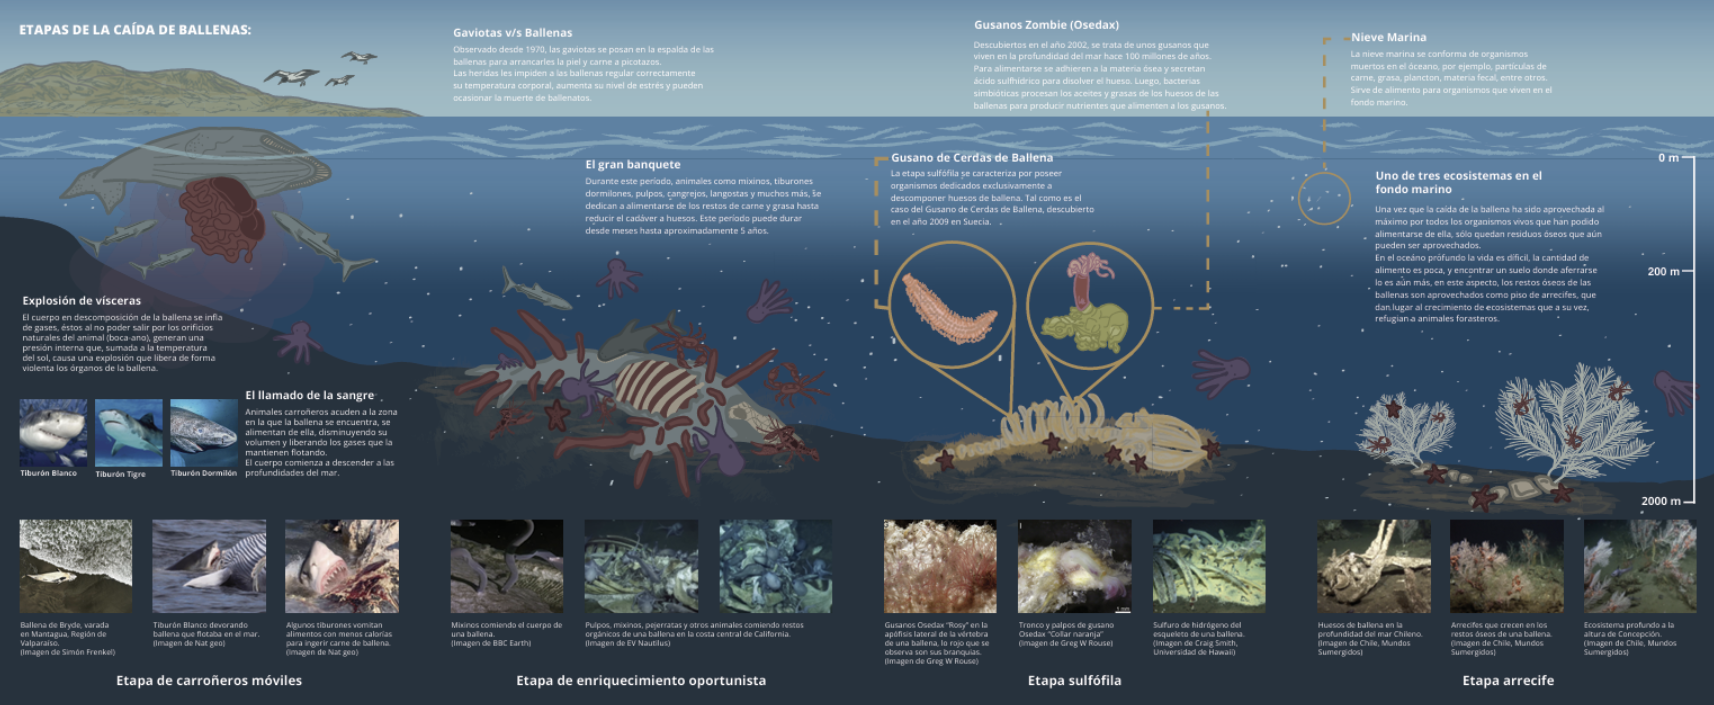 ETAPAS DE LA CAÍDA DE BALLENAS:
Gaviotas v/s Ballenas
Observado desde 1970, las gaviotas se posan en la espalda de las
ballenas para arrancarles la piel y carne a picotazos.
Las heridas les impiden a las ballenas regular correctamente
su temperatura corporal, aumenta su nivel de estrés y pueden
ocasionar la muerte de ballenatos.
Gusanos Zombie (Osedax)
Descubiertos en el año 2002, se trata de unos gusanos que
viven en la profundidad del mar hace 100 millones de años.
Para alimentarse se adhieren a la materia ósea y secretan
ácido sulfhídrico para disolver el hueso. Luego, bacterias
simbióticas procesan los aceites y grasas de los huesos de las
ballenas para producir nutrientes que alimenten a los gusanos.
Nieve Marina
La nieve marina se conforma de organismos
muertos en el océano, por ejemplo, partículas de
carne, grasa, plancton, materia fecal, entre otros.
Sirve de alimento para organismos que viven en el
fondo marino.
El gran banquete
Durante este período, animales como mixinos, tiburones
dormilones, pulpos, cangrejos, langostas y muchos más, se
dedican a alimentarse de los restos de carne y grasa hasta
reducir el cadáver a huesos. Este período puede durar
desde meses hasta aproximadamente 5 años.
Gusano de Cerdas de Ballena
La etapa sulfófila se caracteriza por poseer
organismos dedicados exclusivamente a
descomponer huesos de ballena. Tal como es el
caso del Gusano de Cerdas de Ballena, descubierto
en el año 2009 en Suecia.
Uno de tres ecosistemas en el
fondo marino
Una vez que la caída de la ballena ha sido aprovechada al
máximo por todos los organismos vivos que han podido
alimentarse de ella, sólo quedan residuos óseos que aún
pueden ser aprovechados.
En el oceáno profundo la vida es difícil, la cantidad de
alimento es poca, y encontrar un suelo donde aferrarse
lo es aún más, en este aspecto, los restos óseos de las
ballenas son aprovechados como piso de arrecifes, que
dan lugar al crecimiento de ecosistemas que a su vez,
refugian a animales forasteros.
0 m
200 m
2000 m
Explosión de vísceras
El cuerpo en descomposición de la ballena se infla
de gases, éstos al no poder salir por los orificios
naturales del animal (boca-ano), generan una
presión interna que, sumada a la temperatura
del sol, causa una explosión que libera de forma
violenta los órganos de la ballena.
El llamado de la sangre
Animales carroñeros acuden a la zona
en la que la ballena se encuentra, se
alimentan de ella, disminuyendo su
volumen y liberando los gases que la
mantienen flotando.
El cuerpo comienza a descender a las
profundidades del mar.
Tiburón Blanco
Tiburón Tigre
Tiburón Dormilón
1 mm
Ballena de Bryde, varada
en Mantagua, Región de
Valparaíso.
(Imagen de Simón Frenkel)
Tiburón Blanco devorando
ballena que flotaba en el mar.
(Imagen de Nat geo)
Algunos tiburones vomitan
alimentos con menos calorías
para ingerir carne de ballena.
(Imagen de Nat geo)
Mixinos comiendo el cuerpo de
una ballena.
(Imagen de BBC Earth)
Pulpos, mixinos, pejerratas y otros animales comiendo restos
orgánicos de una ballena en la costa central de California.
(Imagen de EV Nautilus)
Gusanos Osedax "Rosy" en la
apófisis lateral de la vértebra
de una ballena, lo rojo que se
observa son sus branquias.
(Imagen de Greg W Rouse)
Tronco y palpos de gusano
Osedax "Collar naranja"
(Imagen de Greg W Rouse)
Sulfuro de hidrógeno del
esqueleto de una ballena.
(Imagen de Craig Smith,
Universidad de Hawaii)
Huesos de ballena en la
profundidad del mar Chileno.
(Imagen de Chile, Mundos
Sumergidos)
Arrecifes que crecen en los
restos óseos de una ballena.
(Imagen de Chile, Mundos
Sumergidos)
Ecosistema profundo a la
altura de Concepción.
(Imagen de Chile, Mundos
Sumergidos)
Etapa de carroñeros móviles
Etapa de enriquecimiento oportunista
Etapa sulfófila
Etapa arrecife